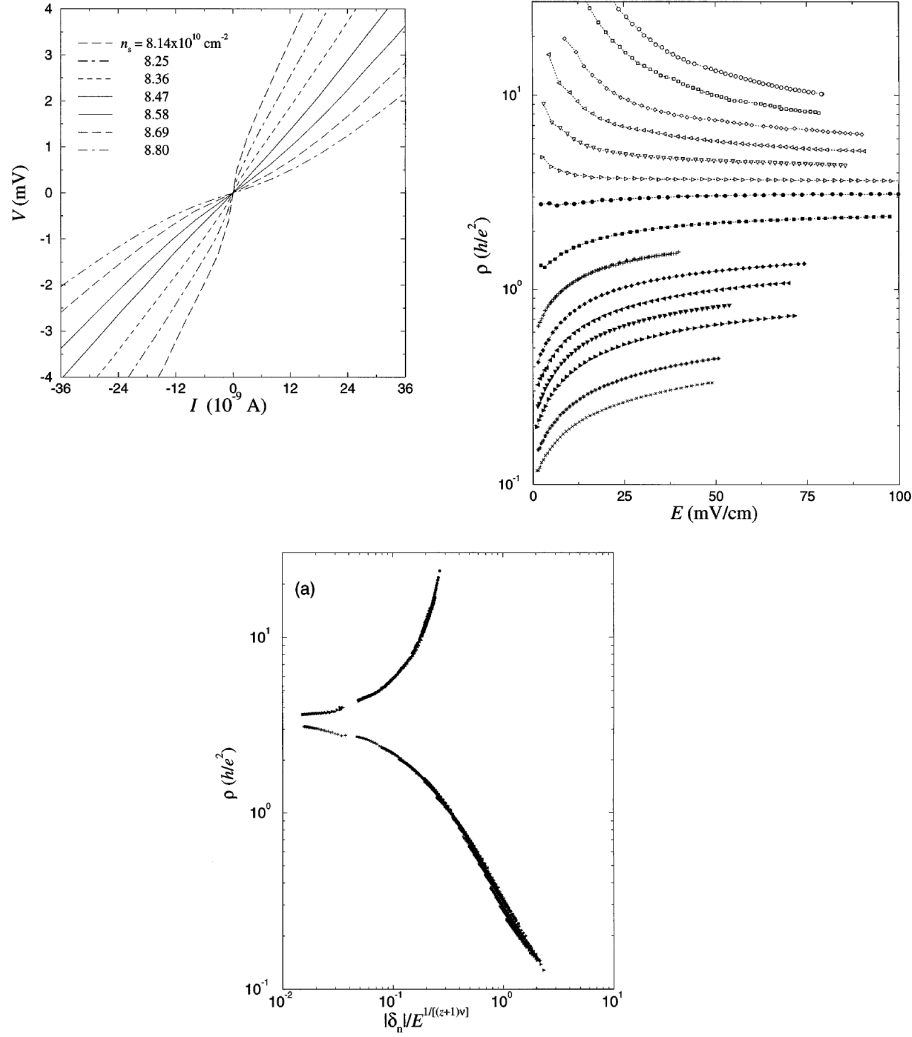 4
3
2
1
0
-1
-2
-3
-4
V (mV)
n_s = 8.14x10^10 cm^-2
8.25
8.36
8.47
8.58
8.69
8.80
-36 -24 -12 0 12 24 36
I (10^-9 A)
10^1
10^0
10^-1
ρ (h/e^2)
0 25 50 75 100
E (mV/cm)
(a)
10^1
10^0
10^-1
ρ (h/e^2)
10^-2 10^-1 10^0 10^1
|δ_n|/E^1/[(z+1)ν]